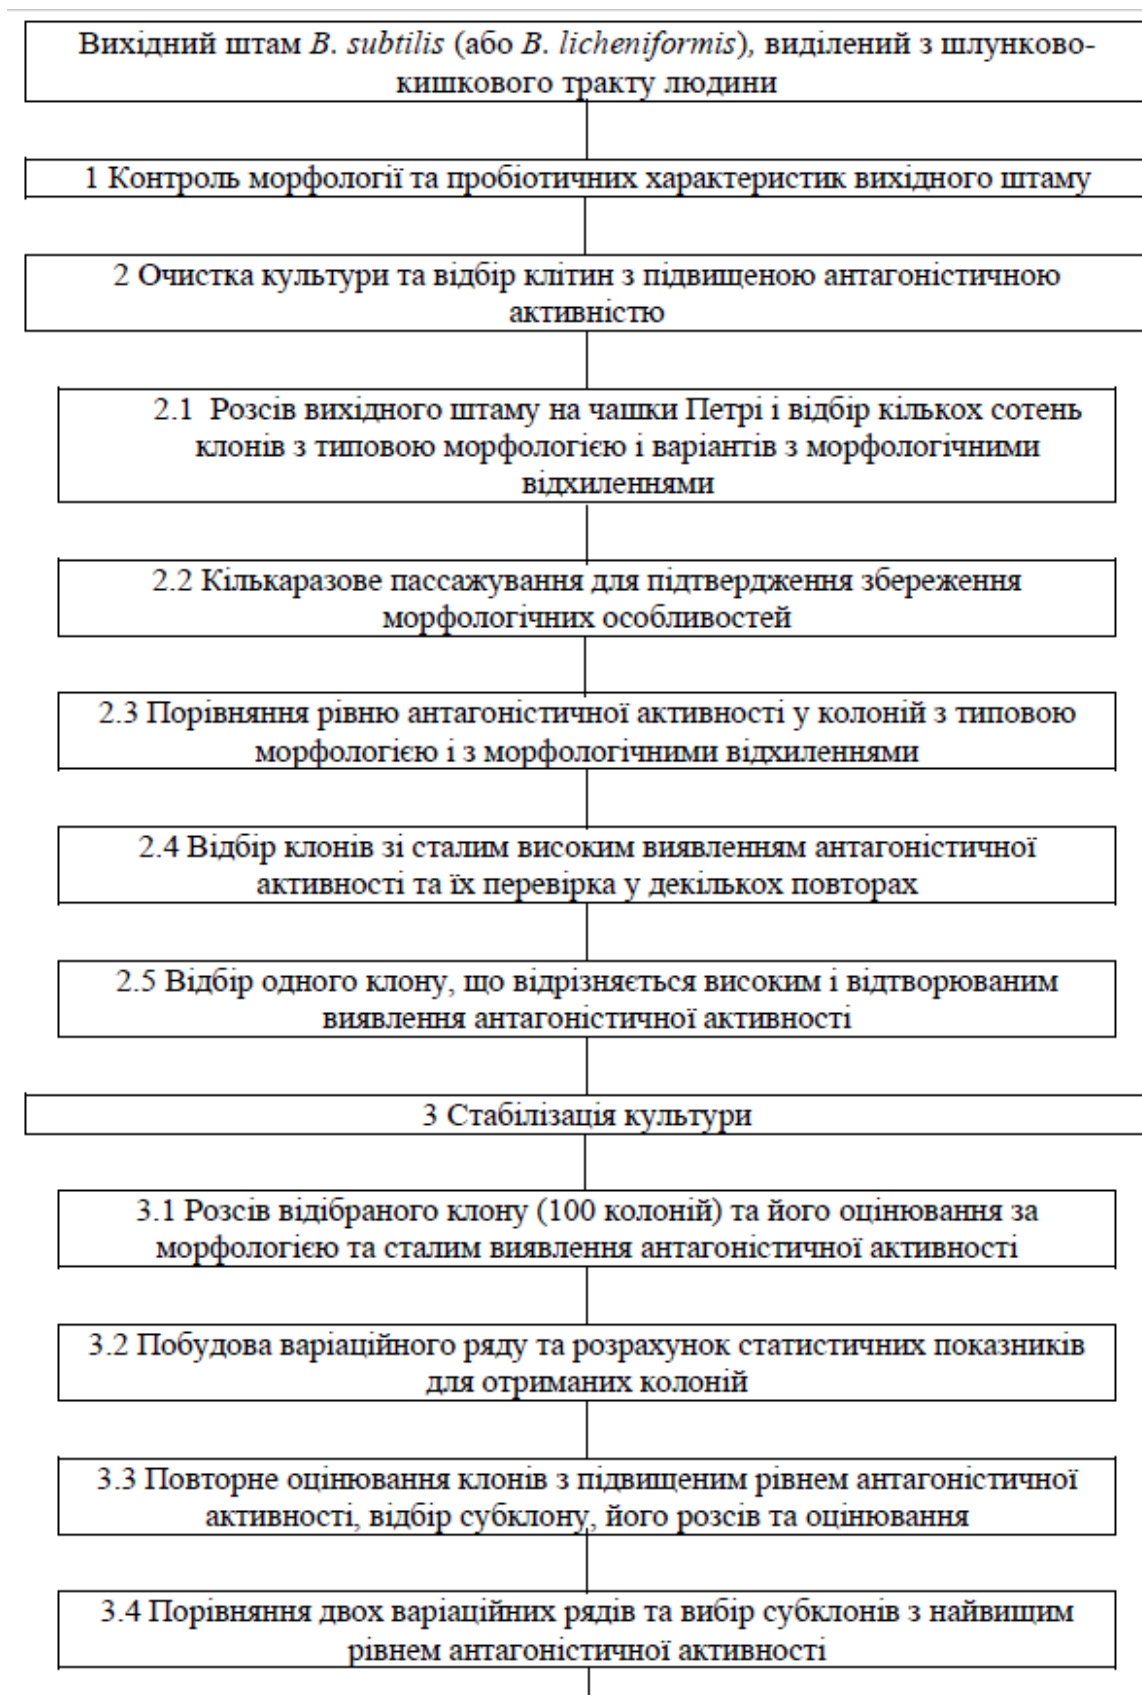 Вихідний штам B. subtilis (або B. licheniformis), виділений з шлунково-
кишкового тракту людини
1 Контроль морфології та пробіотичних характеристик вихідного штаму
2 Очистка культури та відбір клітин з підвищеною антагоністичною
активністю
2.1 Розсів вихідного штаму на чашки Петрі і відбір кількох сотень
клонів з типовою морфологією і варіантів з морфологічними
відхиленнями
2.2 Кількаразове пассажування для підтвердження збереження
морфологічних особливостей
2.3 Порівняння рівню антагоністичної активності у колоній з типовою
морфологією і з морфологічними відхиленнями
2.4 Відбір клонів зі сталим високим виявленням антагоністичної
активності та їх перевірка у декількох повторах
2.5 Відбір одного клону, що відрізняється високим і відтворюваним
виявлення антагоністичної активності
3 Стабілізація культури
3.1 Розсів відібраного клону (100 колоній) та його оцінювання за
морфологією та сталим виявлення антагоністичної активності
3.2 Побудова варіаційного ряду та розрахунок статистичних показників
для отриманих колоній
3.3 Повторне оцінювання клонів з підвищеним рівнем антагоністичної
активності, відбір субклону, його розсів та оцінювання
3.4 Порівняння двох варіаційних рядів та вибір субклонів з найвищим
рівнем антагоністичної активності